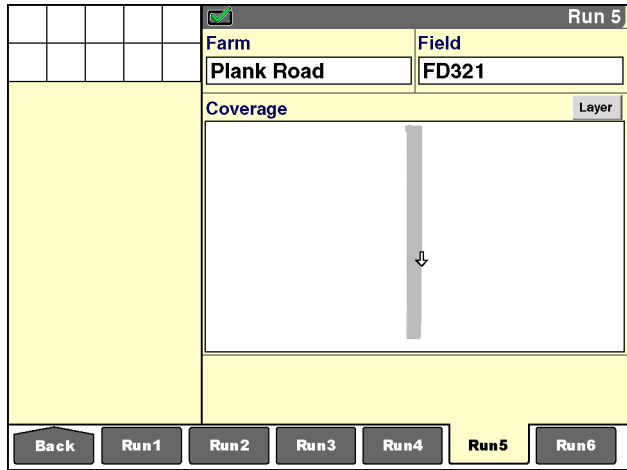 Run 5
Farm Field
Plank Road FD321
Coverage Layer
Back Run1 Run2 Run3 Run4 Run5 Run6